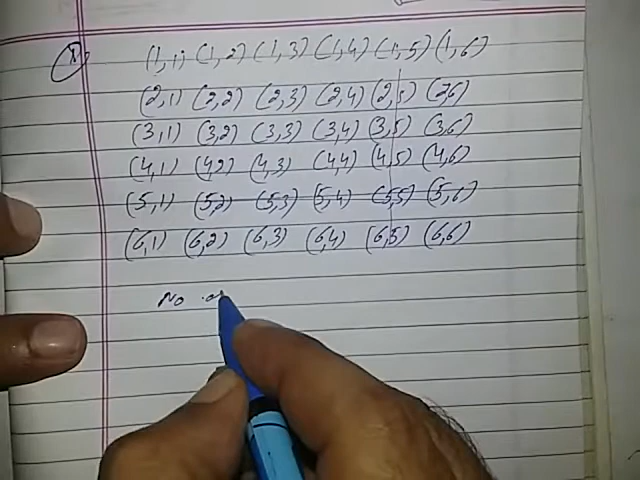 (1,1) (1,2) (1,3) (1,4) (1,5) (1,6)
(2,1) (2,2) (2,3) (2,4) (2,5) (2,6)
(3,1) (3,2) (3,3) (3,4) (3,5) (3,6)
(4,1) (4,2) (4,3) (4,4) (4,5) (4,6)
(5,1) (5,2) (5,3) (5,4) (5,5) (5,6)
(6,1) (6,2) (6,3) (6,4) (6,5) (6,6)
No